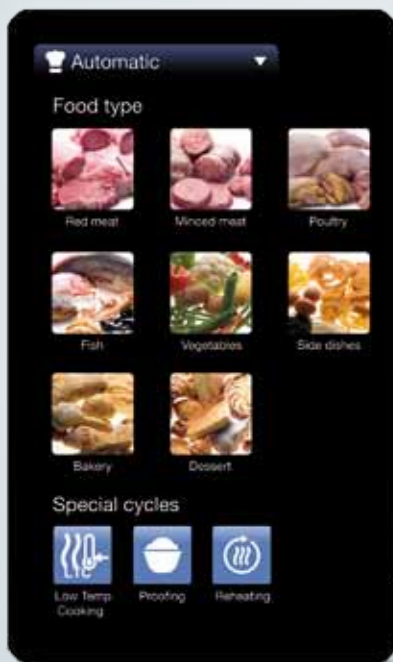 Automatic
Food type
Red meat
Minced meat
Poultry
Fish
Vegetables
Side dishes
Bakery
Dessert
Special cycles
LTC
Low Temp.
Cooking
Proofing
Reheating